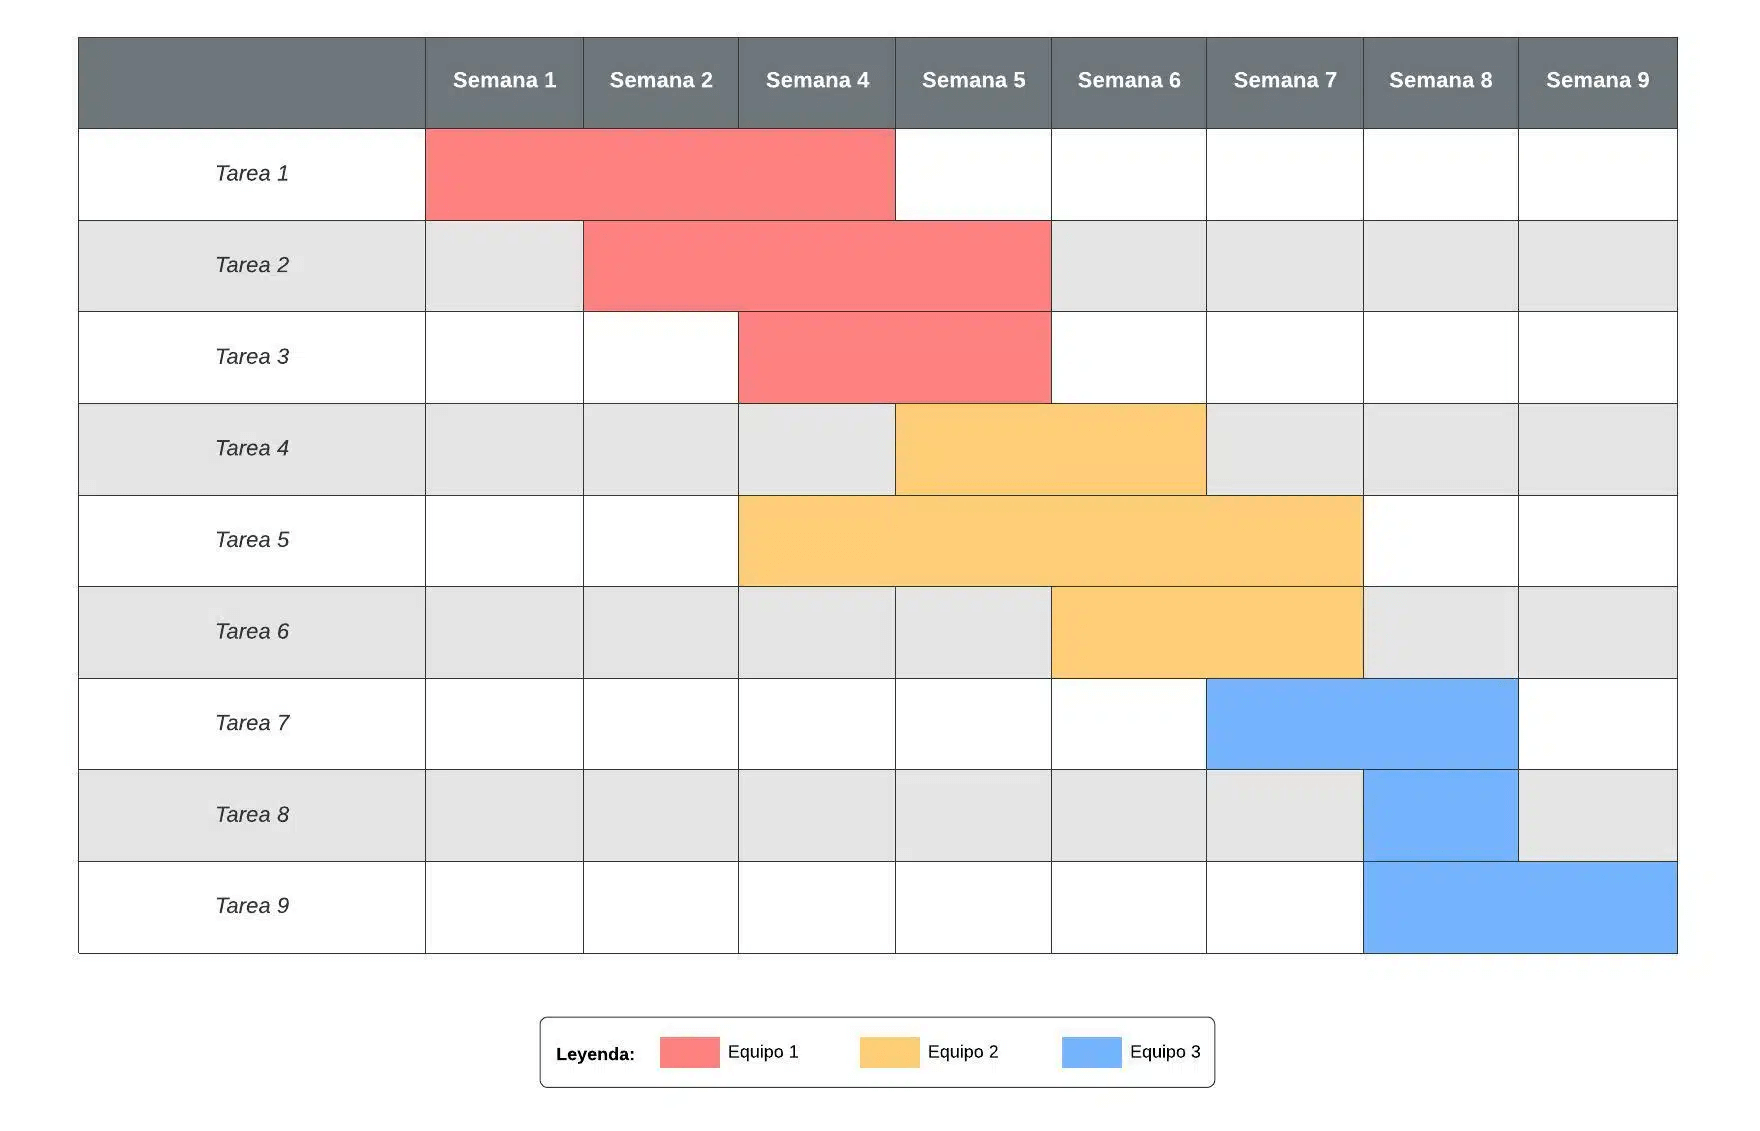 Semana 1 Semana 2 Semana 4 Semana 5 Semana 6 Semana 7 Semana 8 Semana 9
Tarea 1
Tarea 2
Tarea 3
Tarea 4
Tarea 5
Tarea 6
Tarea 7
Tarea 8
Tarea 9
Leyenda: Equipo 1 Equipo 2 Equipo 3